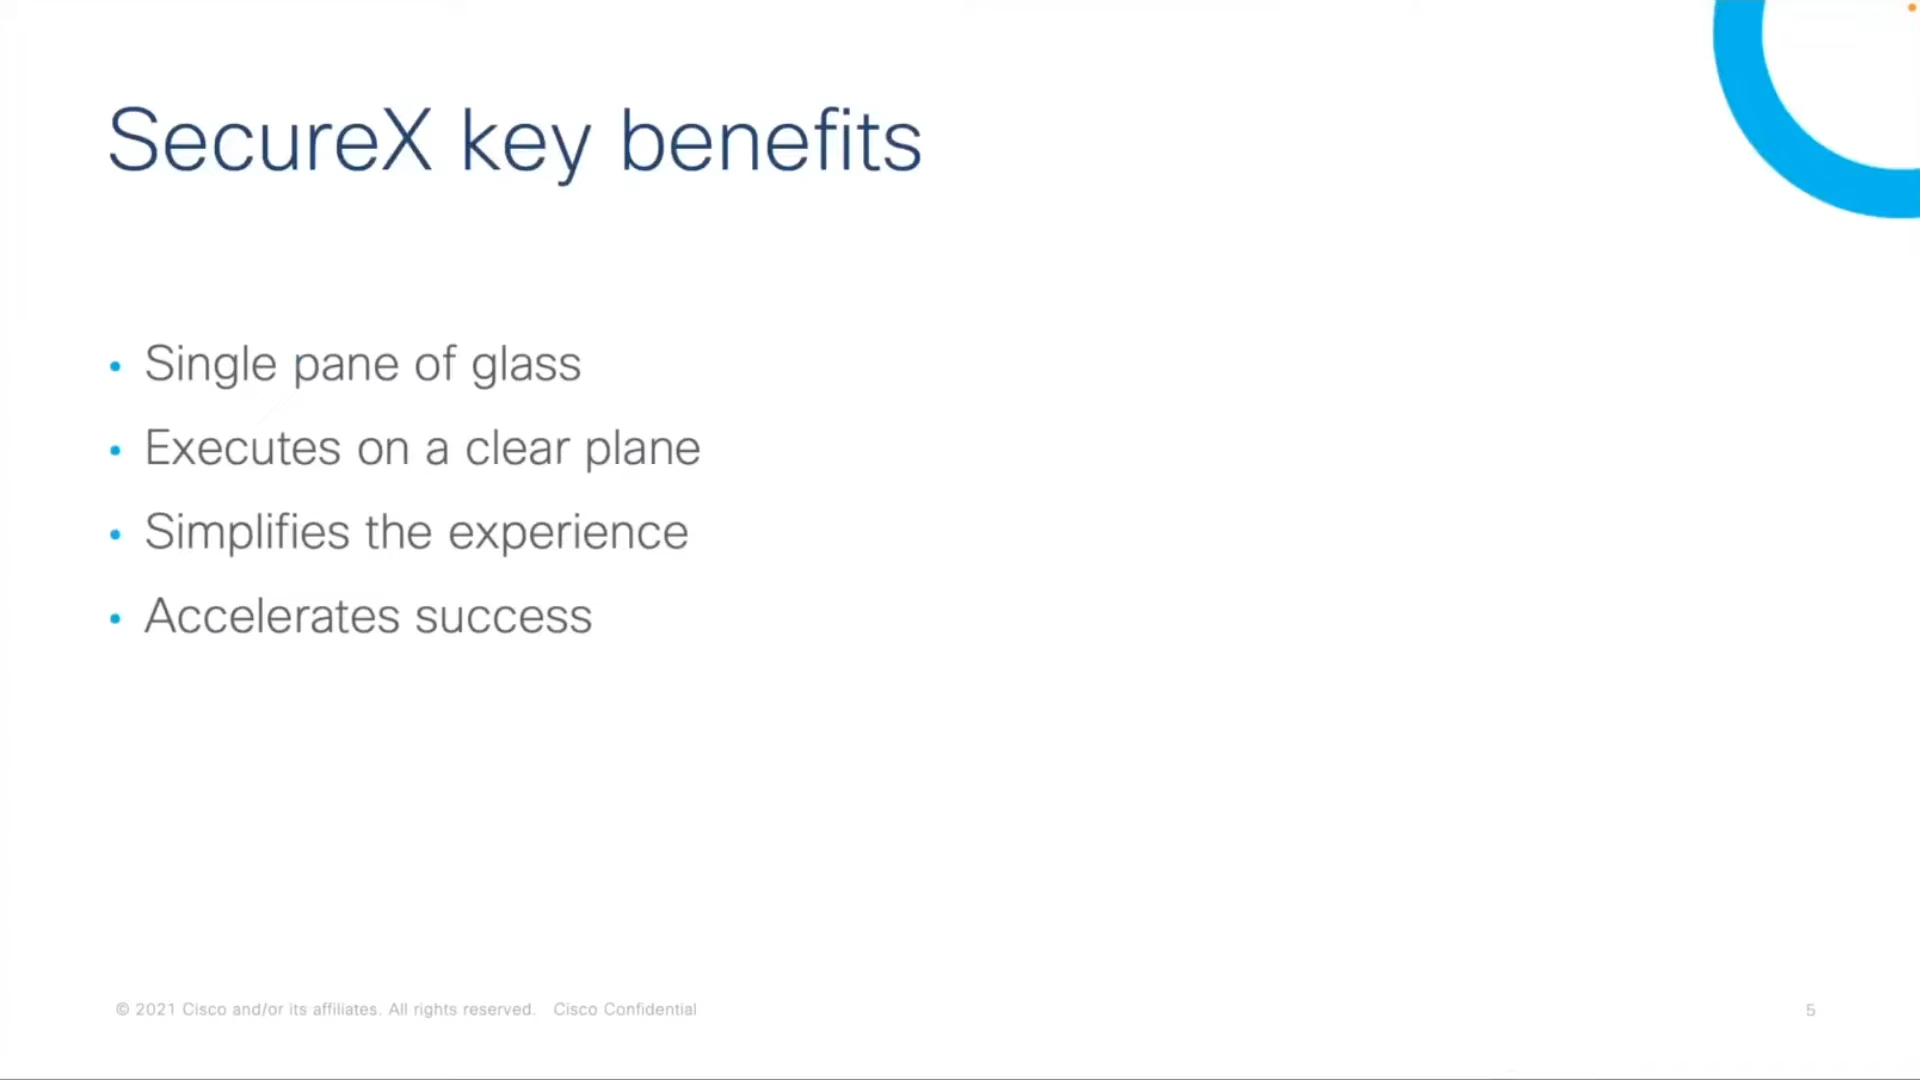 SecureX key benefits
• Single pane of glass
• Executes on a clear plane
• Simplifies the experience
• Accelerates success
© 2021 Cisco and/or its affiliates. All rights reserved. Cisco Confidential
5